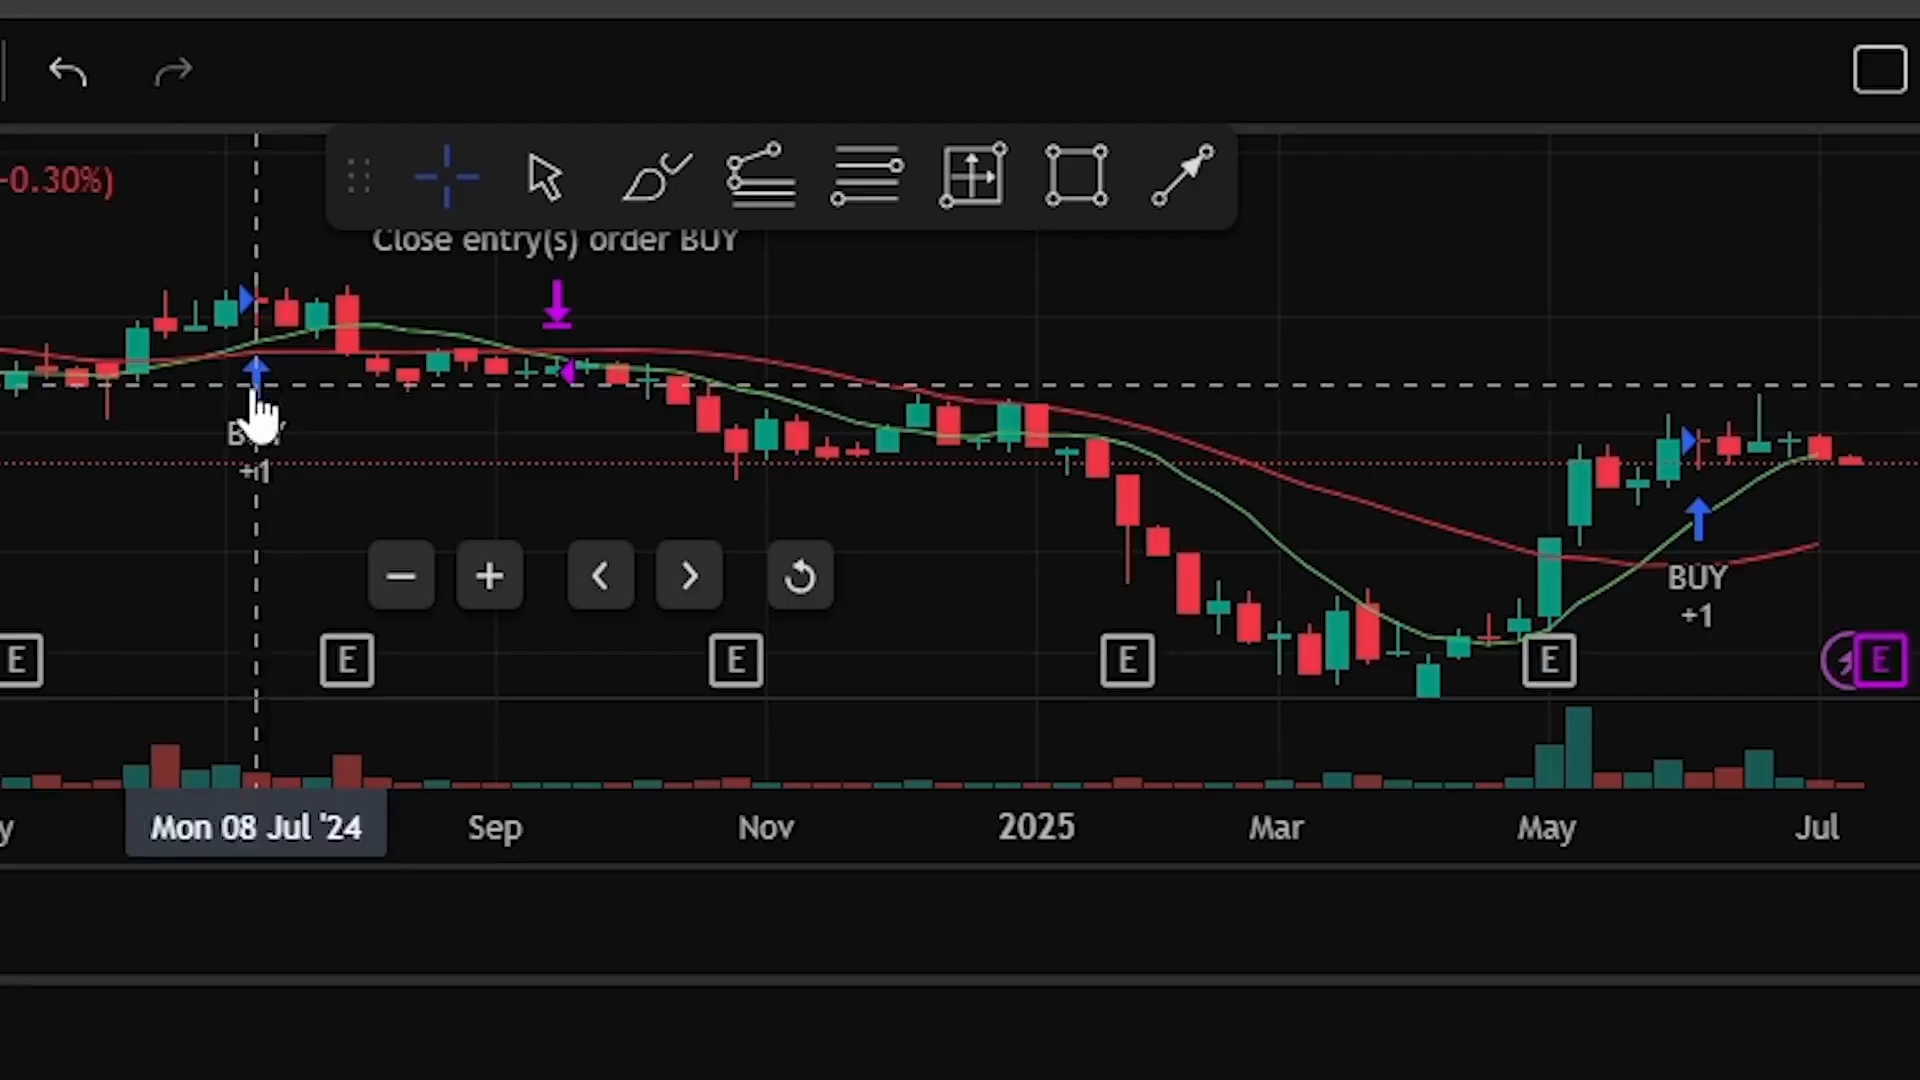 -0.30%)
Close entry(s) order BUY
+1
BUY
+1
E
E
E
E
E
E
Mon 08 Jul '24
Sep
Nov
2025
Mar
May
Jul